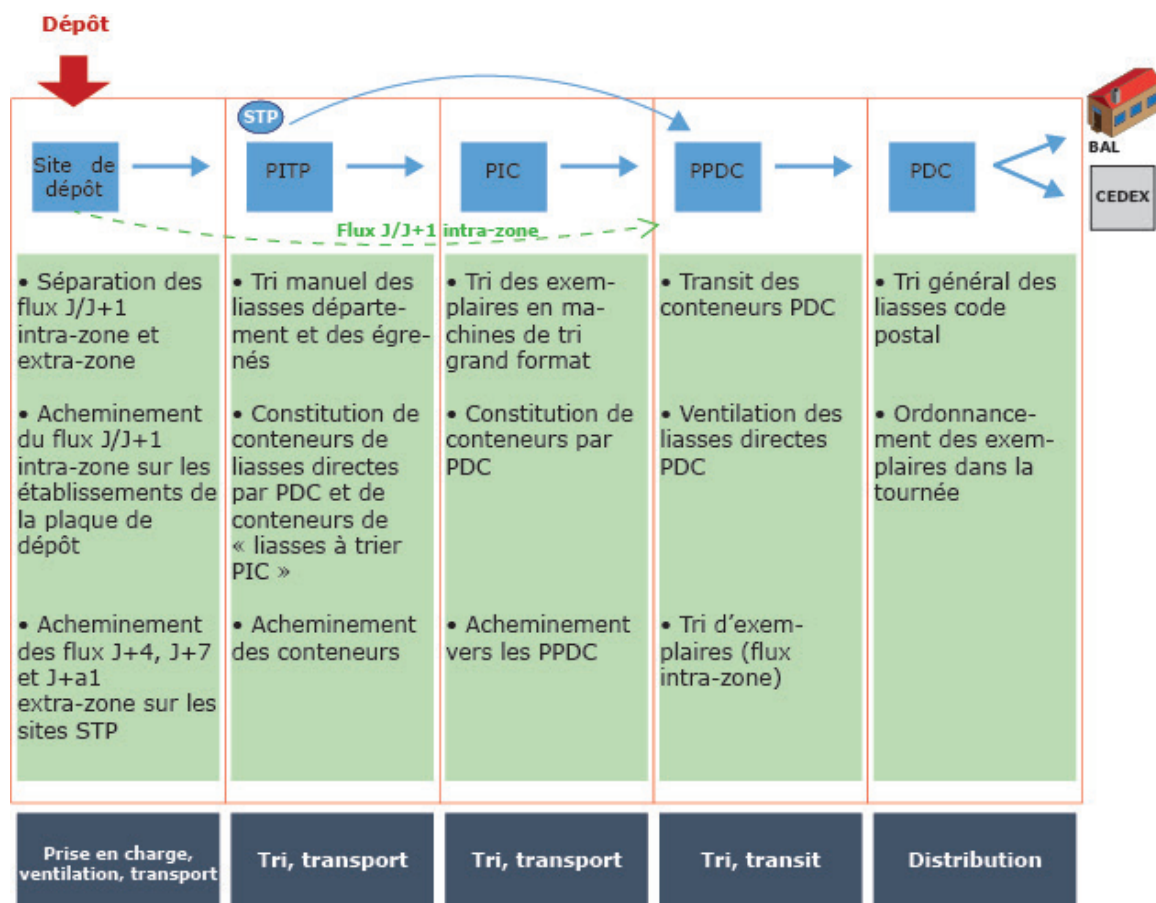 Dépôt
STP
Site de
dépôt
PITP
PIC
PPDC
PDC
BAL
CEDEX
Flux J/J+1 intra-zone
• Séparation des
flux J/J+1
intra-zone et
extra-zone
• Acheminement
du flux J/J+1
intra-zone sur les
établissements de
la plaque de
dépôt
• Acheminement
des flux J+4, J+7
et J+a1
extra-zone sur les
sites STP
• Tri manuel des
liasses départe-
ment et des égre-
nés
• Constitution de
conteneurs de
liasses directes
par PDC et de
conteneurs de
« liasses à trier
PIC »
• Acheminement
des conteneurs
• Tri des exem-
plaires en ma-
chines de tri
grand format
• Constitution de
conteneurs par
PDC
• Acheminement
vers les PPDC
• Transit des
conteneurs PDC
• Ventilation des
liasses directes
PDC
• Tri d’exem-
plaires (flux
intra-zone)
• Tri général des
liasses code
postal
• Ordonnance-
ment des exem-
plaires dans la
tournée
Prise en charge,
ventilation, transport
Tri, transport
Tri, transport
Tri, transit
Distribution